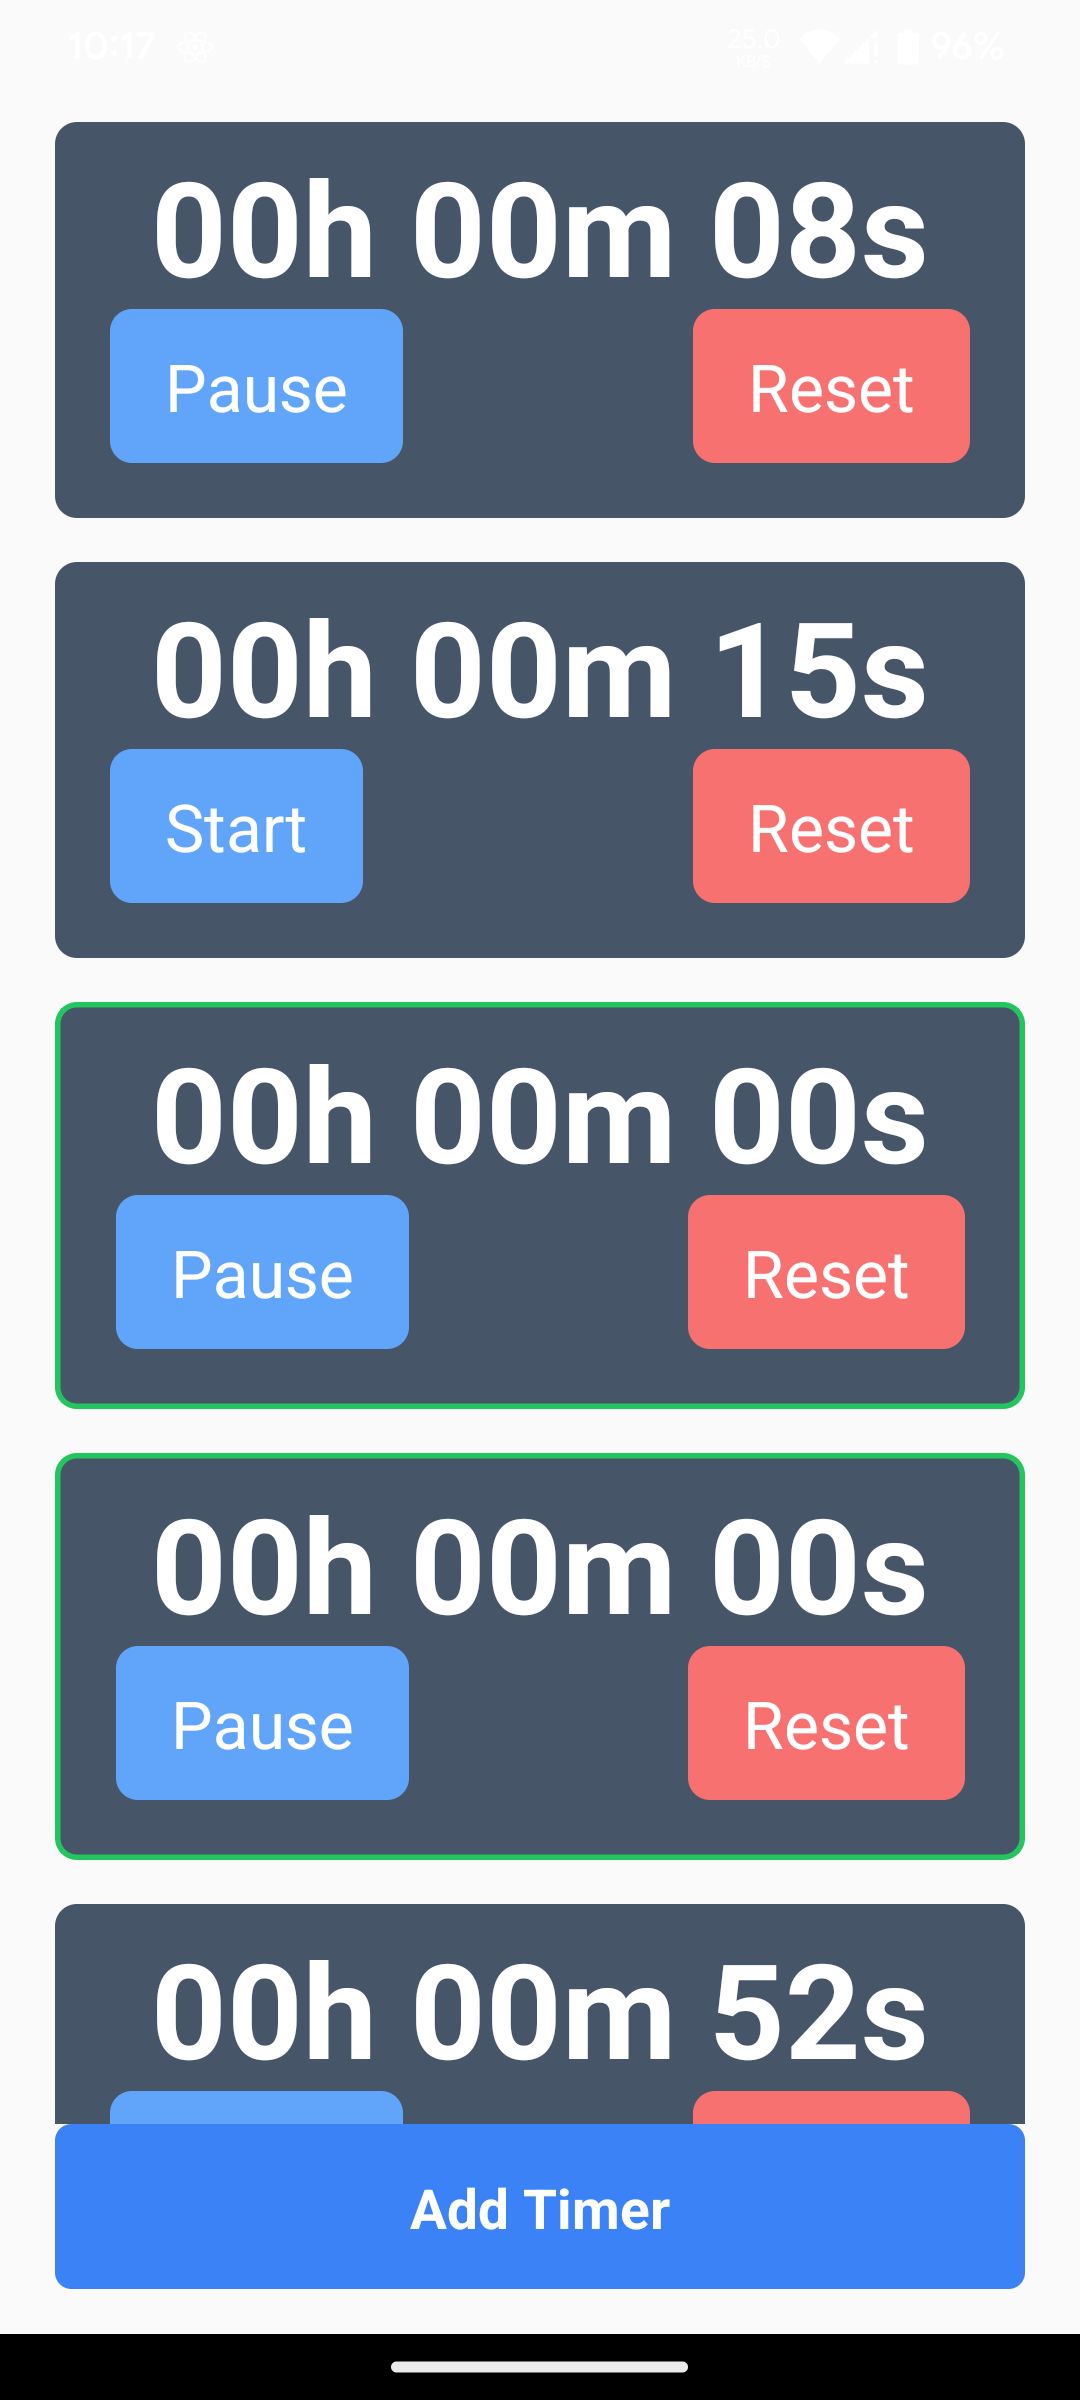 10:17 25.0 KB/S 96%
00h 00m 08s
Pause Reset
00h 00m 15s
Start Reset
00h 00m 00s
Pause Reset
00h 00m 00s
Pause Reset
00h 00m 52s
Add Timer